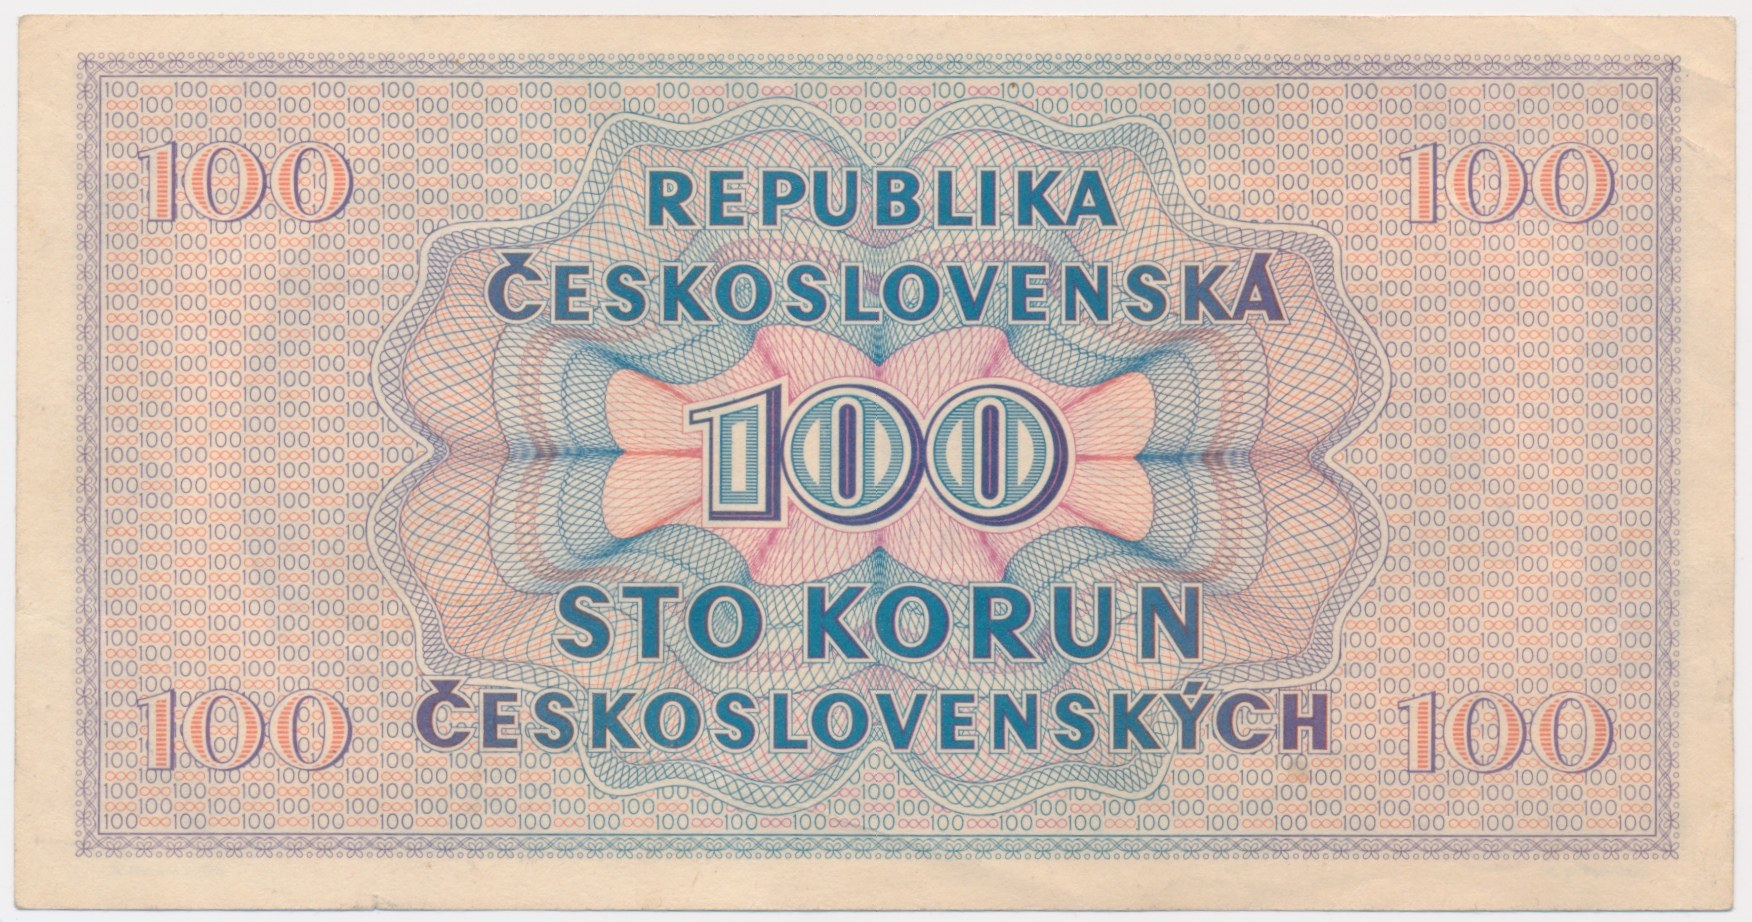 100 100
REPUBLIKA
ČESKOSLOVENSKÁ
100
STO KORUN
ČESKOSLOVENSKÝCH
100 100